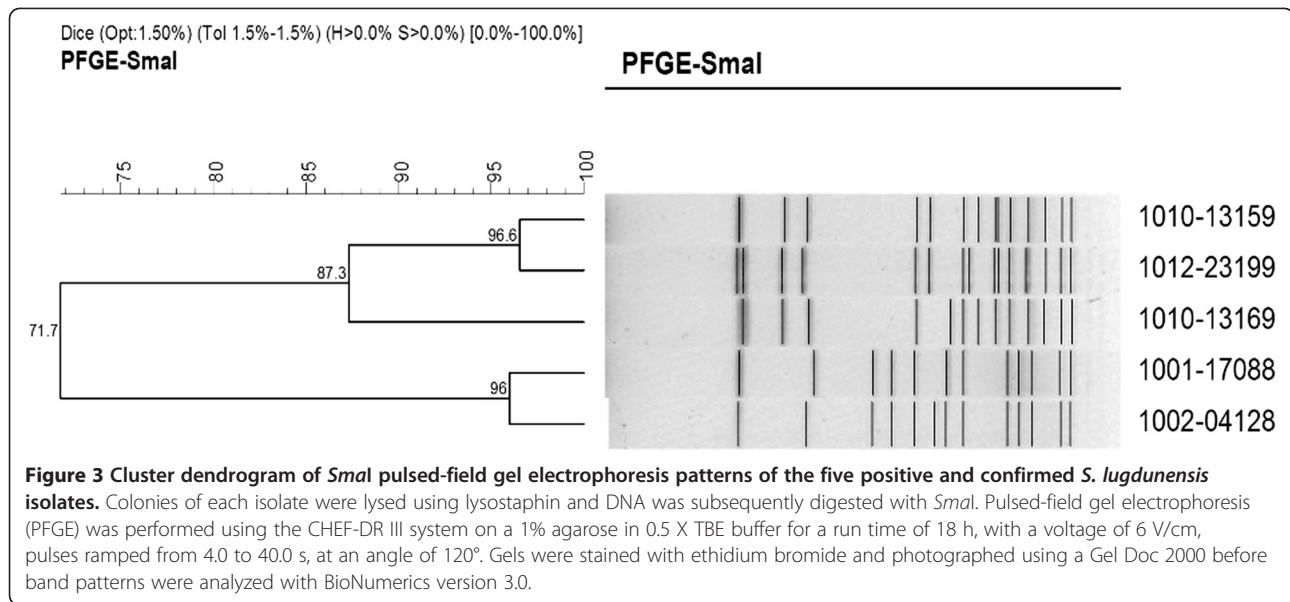 Dice (Opt:1.50%) (Tol 1.5%-1.5%) (H>0.0% S>0.0%) [0.0%-100.0%]
PFGE-SmaI
PFGE-SmaI
75
80
85
90
95
100
96.6
87.3
71.7
96
1010-13159
1012-23199
1010-13169
1001-17088
1002-04128
Figure 3 Cluster dendrogram of SmaI pulsed-field gel electrophoresis patterns of the five positive and confirmed S. lugdunensis
isolates. Colonies of each isolate were lysed using lysostaphin and DNA was subsequently digested with SmaI. Pulsed-field gel electrophoresis
(PFGE) was performed using the CHEF-DR III system on a 1% agarose in 0.5 X TBE buffer for a run time of 18 h, with a voltage of 6 V/cm,
pulses ramped from 4.0 to 40.0 s, at an angle of 120°. Gels were stained with ethidium bromide and photographed using a Gel Doc 2000 before
band patterns were analyzed with BioNumerics version 3.0.